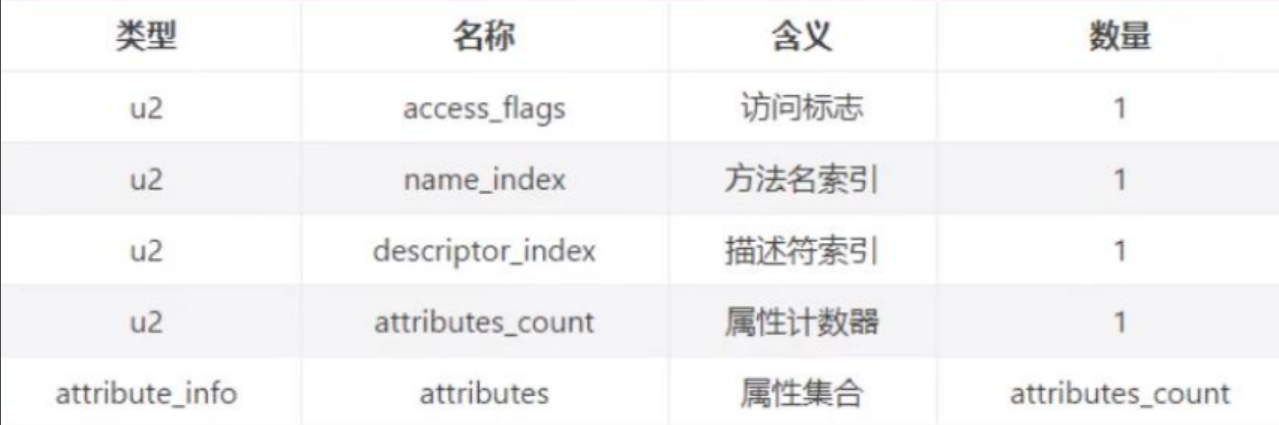 类型 名称 含义 数量
u2 access_flags 访问标志 1
u2 name_index 方法名索引 1
u2 descriptor_index 描述符索引 1
u2 attributes_count 属性计数器 1
attribute_info attributes 属性集合 attributes_count